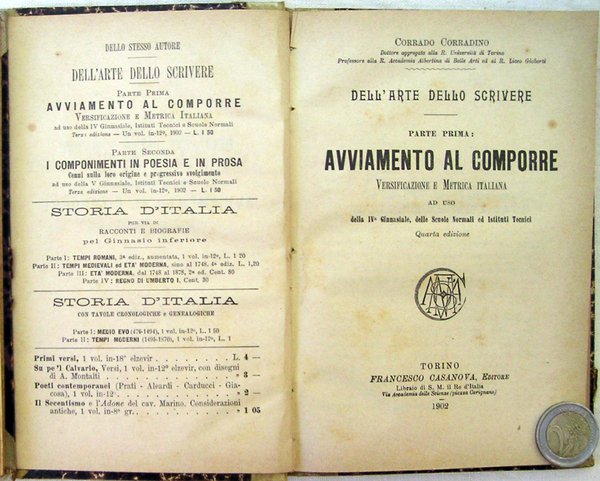 DELLO STESSO AUTORE
DELL'ARTE DELLO SCRIVERE
PARTE PRIMA
AVVIAMENTO AL COMPORRE
VERSIFICAZIONE E METRICA ITALIANA
ad uso della IV Ginnasiale, Istituti Tecnici e Scuole Normali
Terza edizione — Un vol. in-12º, 1902 — L. 1 50
PARTE SECONDA
I COMPONIMENTI IN POESIA E IN PROSA
Cenni sulla loro origine e progressivo svolgimento
ad uso della V Ginnasiale, Istituti Tecnici e Scuole Normali
Terza edizione — Un vol. in-12º, 1902 — L. 1 50
STORIA D'ITALIA
PER VIA DI
RACCONTI E BIOGRAFIE
pel Ginnasio inferiore
Parte I: TEMPI ROMANI, 3ª ediz., aumentata, 1 vol. in-12º, L. 1 20
Parte II: TEMPI MEDIEVALI ed ETA' MODERNA, sino al 1748. 4ª ediz. L. 1,20
Parte III: ETA' MODERNA, dal 1748 al 1878, 2ª ed. Cent. 80
Parte IV: REGNO DI UMBERTO I, Cent. 30
STORIA D'ITALIA
CON TAVOLE CRONOLOGICHE e GENEALOGICHE
Parte I: MEDIO EVO (476-1494), 1 vol. in-12º, L. 1 50
Parte II: TEMPI MODERNI (1493-1870), 1 vol. in-12º, L. 1
Primi versi, 1 vol. in-18º elzevir . . . . . . . L. 4 —
Su pe 'l Calvario, Versi, 1 vol. in-12º elzevir, con disegni
di A. Montalti . . . . . . . . . . » 3 —
Poeti contemporanei (Prati - Aleardi - Carducci - Gia-
cosa), 1 vol. in-12º . . . . . . . . . » 2 —
Il Secentismo e l'Adone del cav. Marino. Considerazioni
antiche, 1 vol. in-8º gr. . . . . . . . » 1 05
CORRADO CORRADINO
Dottore aggregato alla R. Università di Torino
Professore alla R. Accademia Albertina di Belle Arti ed al R. Liceo Gioberti
DELL'ARTE DELLO SCRIVERE
PARTE PRIMA:
AVVIAMENTO AL COMPORRE
VERSIFICAZIONE E METRICA ITALIANA
AD USO
della IVª Ginnasiale, delle Scuole Normali ed Istituti Tecnici
Quarta edizione
TORINO
FRANCESCO CASANOVA, EDITORE
Libraio di S. M. il Re d'Italia
Via Accademia delle Scienze (piazza Carignano)
1902
2